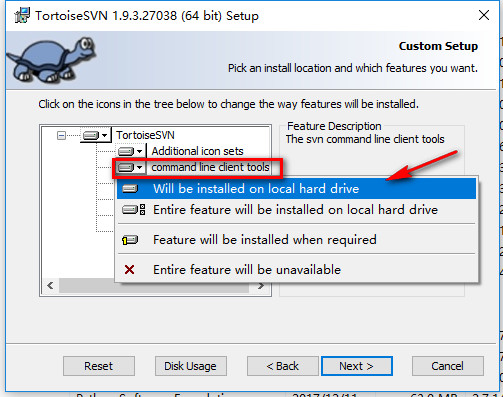 TortoiseSVN 1.9.3.27038 (64 bit) Setup
Custom Setup
Pick an install location and which features you want.
Click on the icons in the tree below to change the way features will be installed.
TortoiseSVN
Additional icon sets
command line client tools
Feature Description
The svn command line client tools
Will be installed on local hard drive
Entire feature will be installed on local hard drive
Feature will be installed when required
Entire feature will be unavailable
Reset
Disk Usage
< Back
Next >
Cancel
2017/12/11